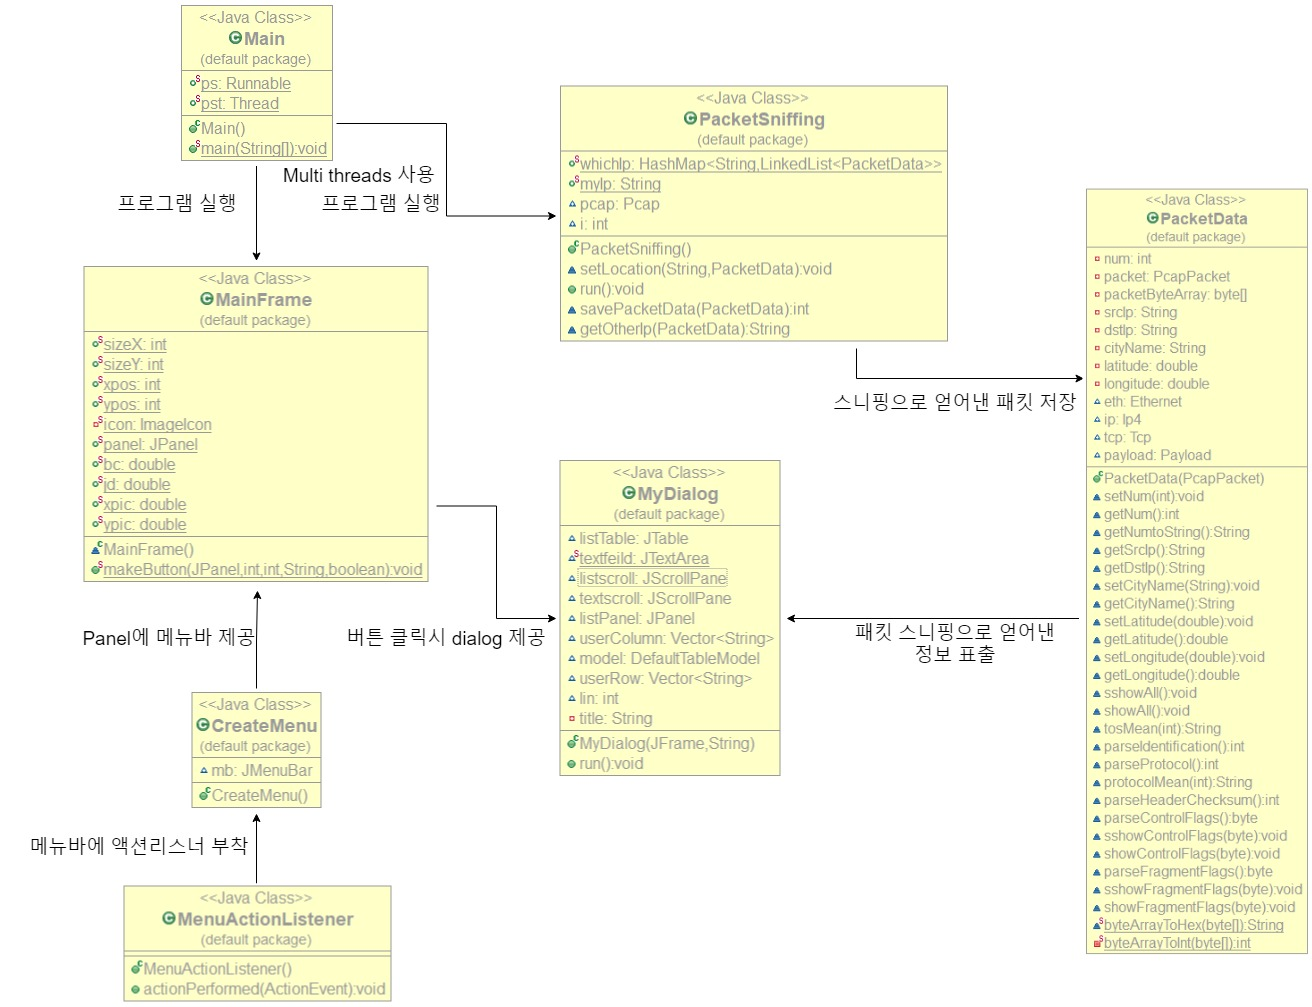 <<Java Class>>
Main
(default package)
ps: Runnable
pst: Thread
Main()
main(String[]):void
Multi threads 사용
프로그램 실행
프로그램 실행
<<Java Class>>
PacketSniffing
(default package)
whichIp: HashMap<String,LinkedList<PacketData>>
myIp: String
pcap: Pcap
i: int
PacketSniffing()
setLocation(String,PacketData):void
run():void
savePacketData(PacketData):int
getOtherIp(PacketData):String
스니핑으로 얻어낸 패킷 저장
<<Java Class>>
PacketData
(default package)
num: int
packet: PcapPacket
packetByteArray: byte[]
srcIp: String
dstIp: String
cityName: String
latitude: double
longitude: double
eth: Ethernet
ip: Ip4
tcp: Tcp
payload: Payload
PacketData(PcapPacket)
setNum(int):void
getNum():int
getNumtoString():String
getSrcIp():String
getDstIp():String
setCityName(String):void
getCityName():String
setLatitude(double):void
getLatitude():double
setLongitude(double):void
getLongitude():double
sshowAll():void
showAll():void
tosMean(int):String
parseIdentification():int
parseProtocol():int
protocolMean(int):String
parseHeaderChecksum():int
parseControlFlags():byte
sshowControlFlags(byte):void
showControlFlags(byte):void
parseFragmentFlags():byte
sshowFragmentFlags(byte):void
showFragmentFlags(byte):void
byteArrayToHex(byte[]):String
byteArrayToInt(byte[]):int
<<Java Class>>
MainFrame
(default package)
sizeX: int
sizeY: int
xpos: int
ypos: int
icon: ImageIcon
panel: JPanel
bc: double
jd: double
xpic: double
ypic: double
MainFrame()
makeButton(JPanel,int,int,String,boolean):void
버튼 클릭시 dialog 제공
<<Java Class>>
MyDialog
(default package)
listTable: JTable
textfeild: JTextArea
listscroll: JScrollPane
textscroll: JScrollPane
listPanel: JPanel
userColumn: Vector<String>
model: DefaultTableModel
userRow: Vector<String>
lin: int
title: String
MyDialog(JFrame,String)
run():void
패킷 스니핑으로 얻어낸
정보 표출
Panel에 메뉴바 제공
<<Java Class>>
CreateMenu
(default package)
mb: JMenuBar
CreateMenu()
메뉴바에 액션리스너 부착
<<Java Class>>
MenuActionListener
(default package)
MenuActionListener()
actionPerformed(ActionEvent):void